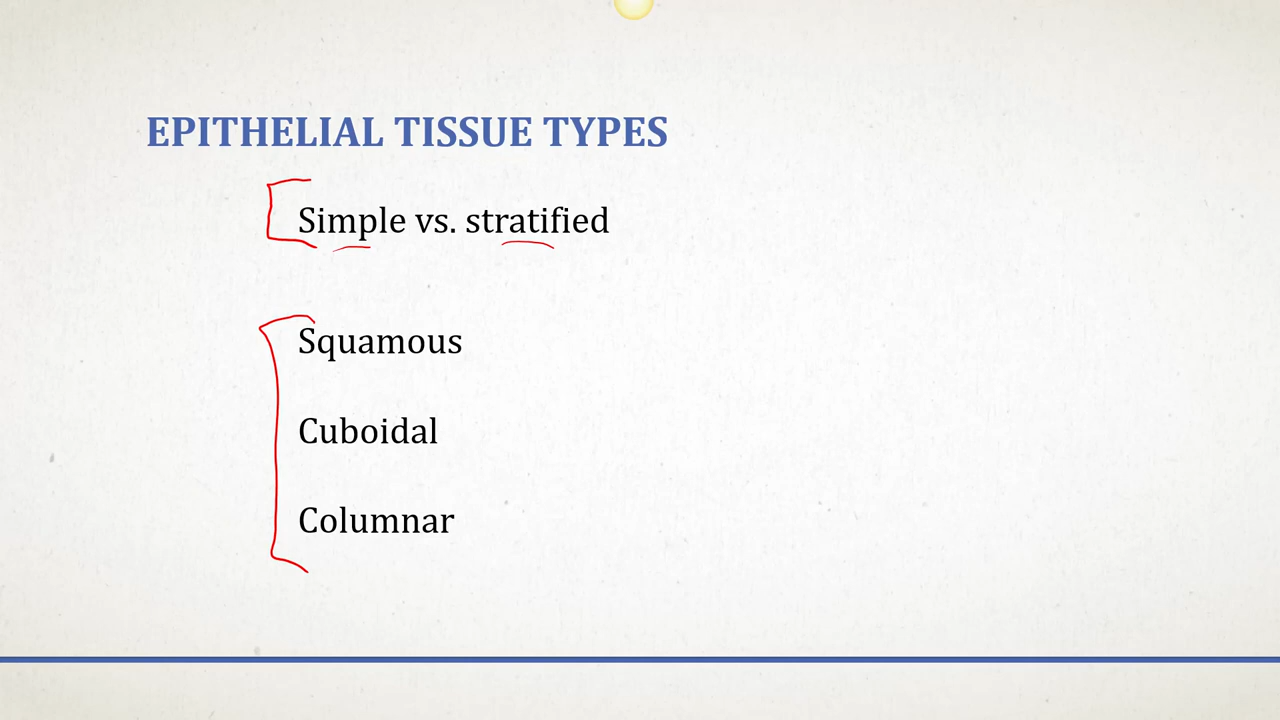 EPITHELIAL TISSUE TYPES
Simple vs. stratified
Squamous
Cuboidal
Columnar